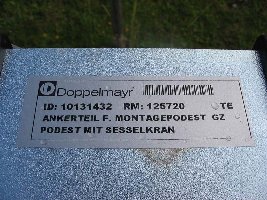 Doppelmayr
ID: 10131432 RM: 125720 TE
ANKERTEIL F. MONTAGEPODEST GZ
PODEST MIT SESSELKRAN